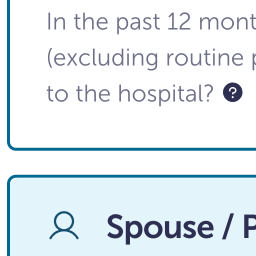 In the past 12 mont
(excluding routine
to the hospital? ?
Spouse /